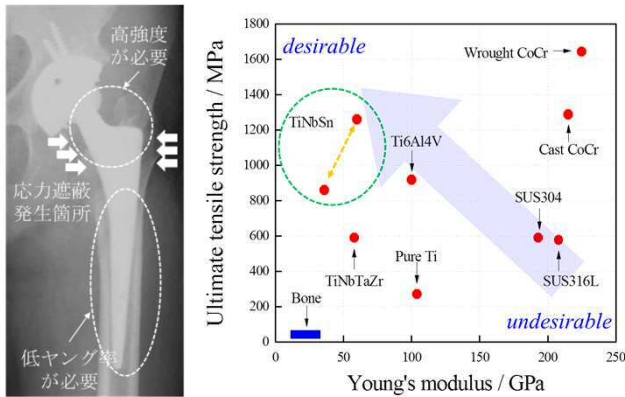 高強度
が必要
応力遮蔽
発生箇所
低ヤング率
が必要
Ultimate tensile strength / MPa
1800
1600
1400
1200
1000
800
600
400
200
0
desirable
Wrought CoCr
TiNbSn
Ti6Al4V
Cast CoCr
SUS304
TiNbTaZr
Pure Ti
SUS316L
Bone
undesirable
0
50
100
150
200
250
Young's modulus / GPa